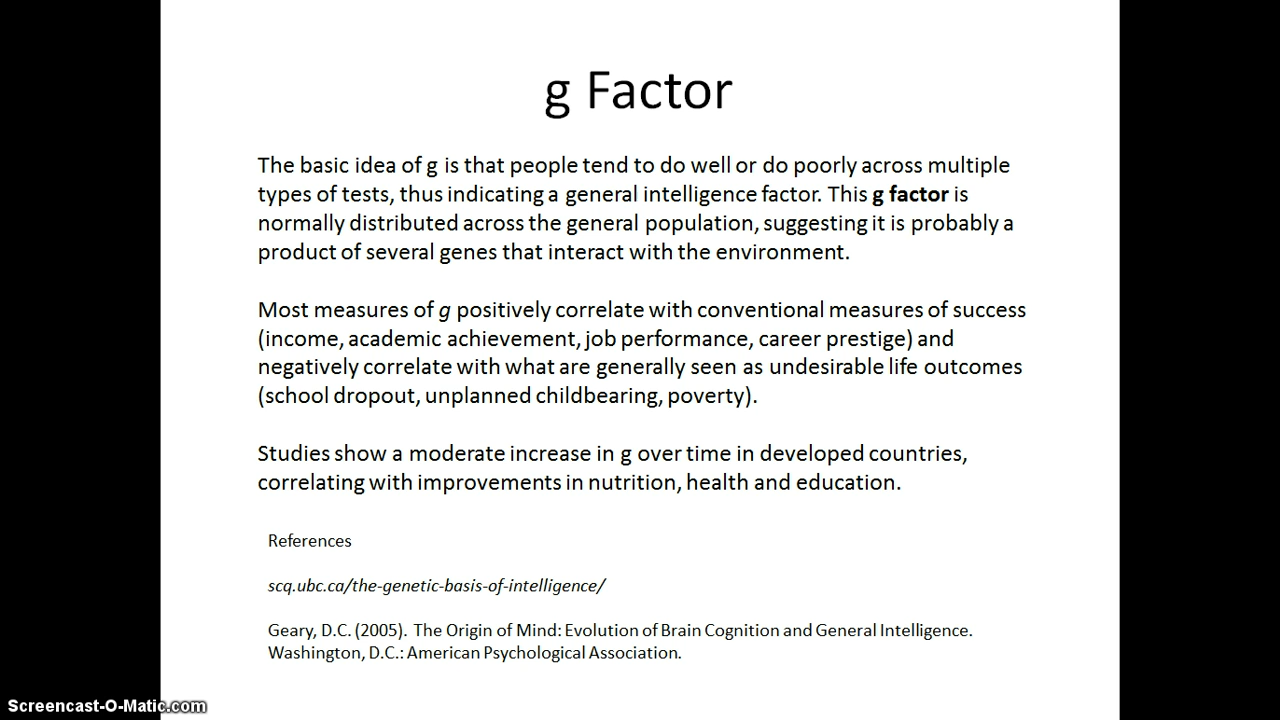 g Factor
The basic idea of g is that people tend to do well or do poorly across multiple
types of tests, thus indicating a general intelligence factor. This g factor is
normally distributed across the general population, suggesting it is probably a
product of several genes that interact with the environment.
Most measures of g positively correlate with conventional measures of success
(income, academic achievement, job performance, career prestige) and
negatively correlate with what are generally seen as undesirable life outcomes
(school dropout, unplanned childbearing, poverty).
Studies show a moderate increase in g over time in developed countries,
correlating with improvements in nutrition, health and education.
References
scq.ubc.ca/the-genetic-basis-of-intelligence/
Geary, D.C. (2005). The Origin of Mind: Evolution of Brain Cognition and General Intelligence.
Washington, D.C.: American Psychological Association.
Screencast-O-Matic.com